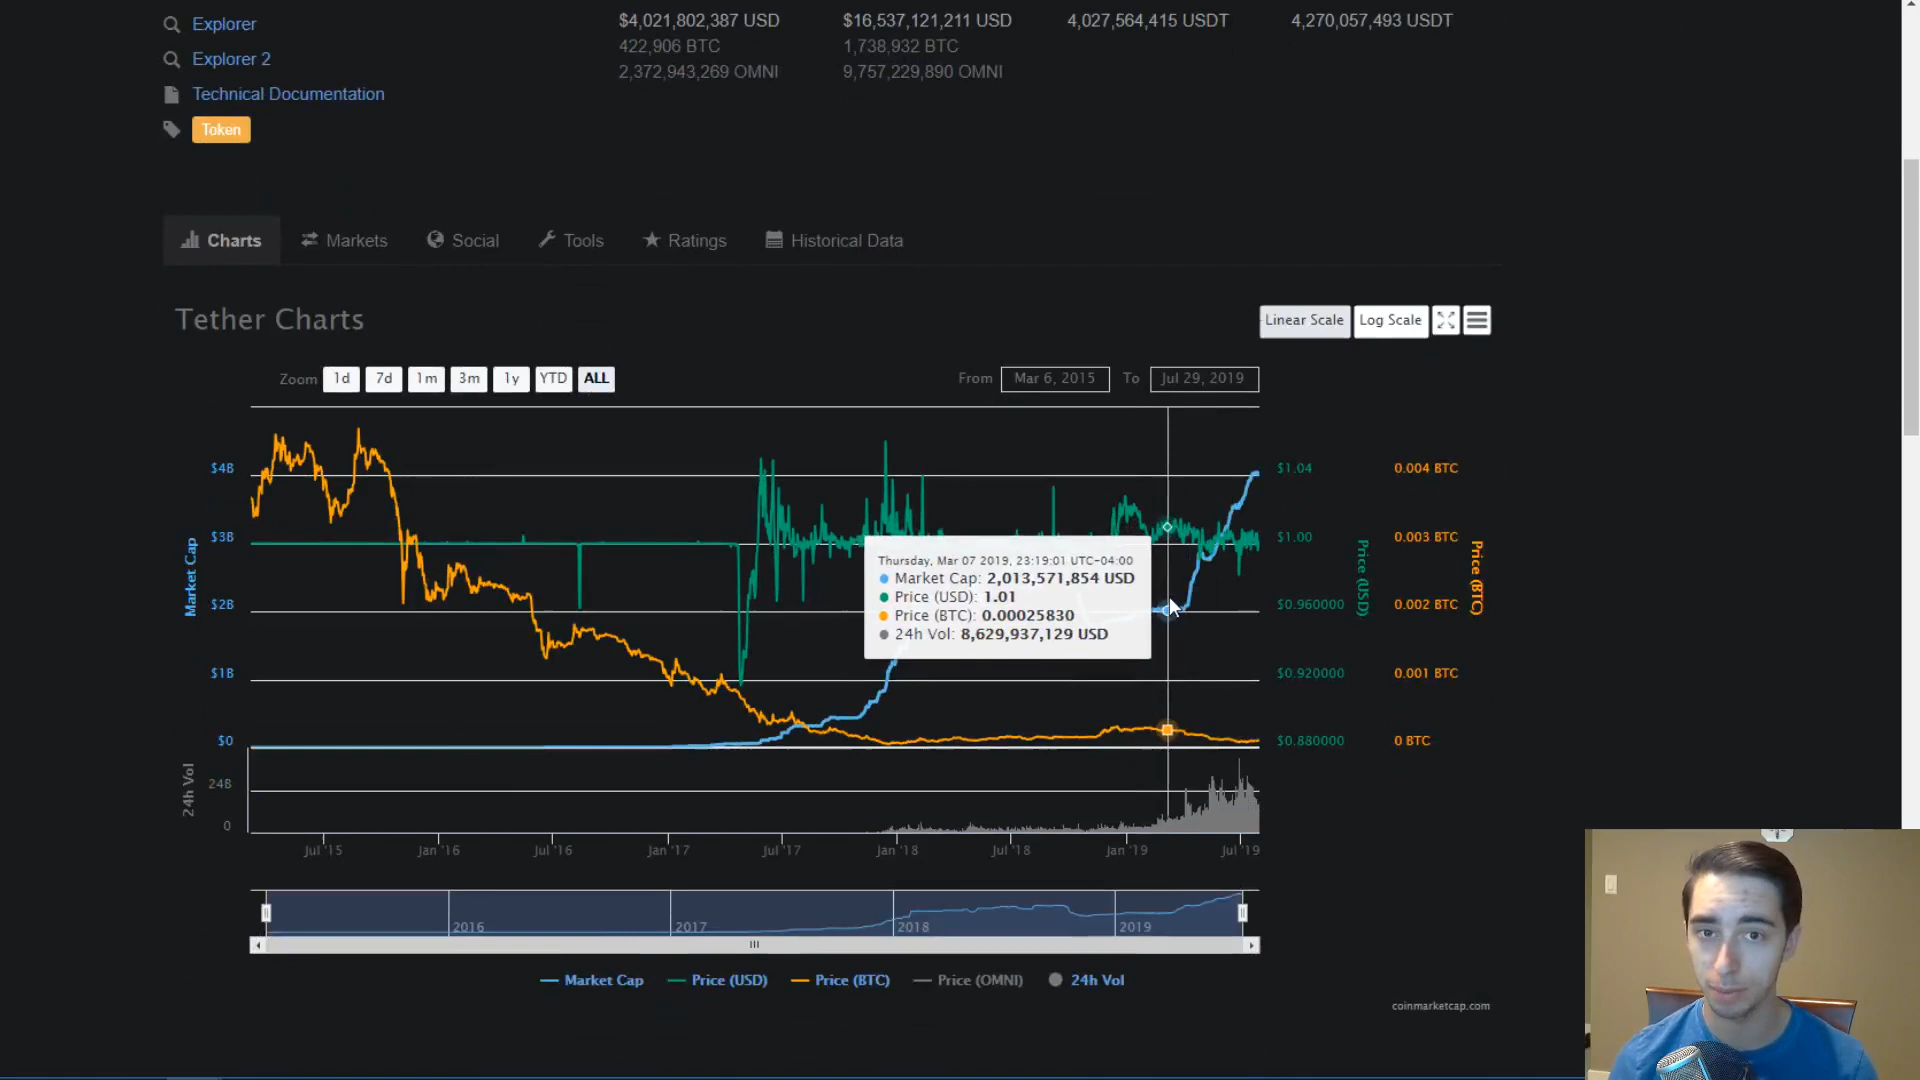 Explorer
$4,021,802,387 USD $16,537,121,211 USD 4,027,564,415 USDT 4,270,057,493 USDT
422,906 BTC 1,738,932 BTC
Explorer 2
2,372,943,269 OMNI 9,757,229,890 OMNI
Technical Documentation
Token
Charts Markets Social Tools Ratings Historical Data
Tether Charts
Linear Scale Log Scale
Zoom 1d 7d 1m 3m 1y YTD ALL
From Mar 6, 2015 To Jul 29, 2019
$4B $1.04 0.004 BTC
$3B $1.00 0.003 BTC
$2B $0.960000 0.002 BTC
$1B $0.920000 0.001 BTC
$0 $0.880000 0 BTC
Market Cap
Price (USD)
Price (BTC)
Thursday, Mar 07 2019, 23:19:01 UTC-04:00
Market Cap: 2,013,571,854 USD
Price (USD): 1.01
Price (BTC): 0.00025830
24h Vol: 8,629,937,129 USD
24h Vol
24B
0
Jul '15 Jan '16 Jul '16 Jan '17 Jul '17 Jan '18 Jul '18 Jan '19 Jul '19
2016 2017 2018 2019
Market Cap Price (USD) Price (BTC) Price (OMNI) 24h Vol
coinmarketcap.com